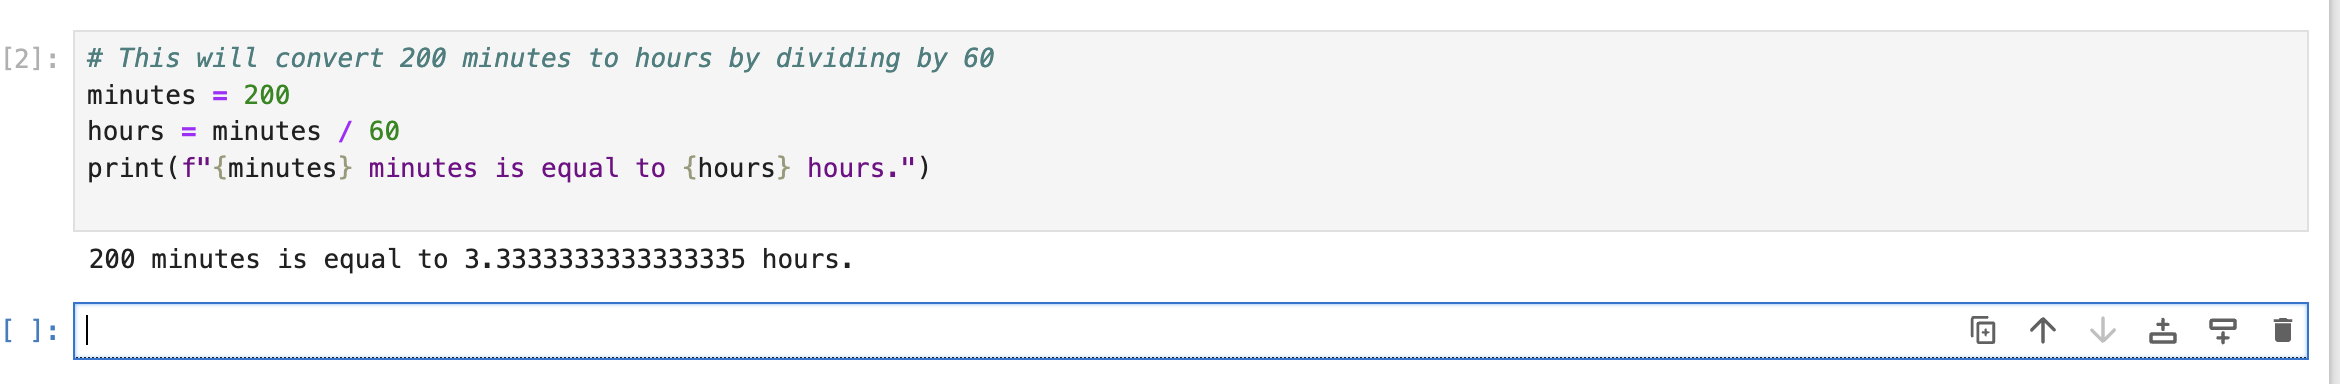 [2]: # This will convert 200 minutes to hours by dividing by 60
minutes = 200
hours = minutes / 60
print(f"{minutes} minutes is equal to {hours} hours.")
200 minutes is equal to 3.3333333333333335 hours.
[ ]: